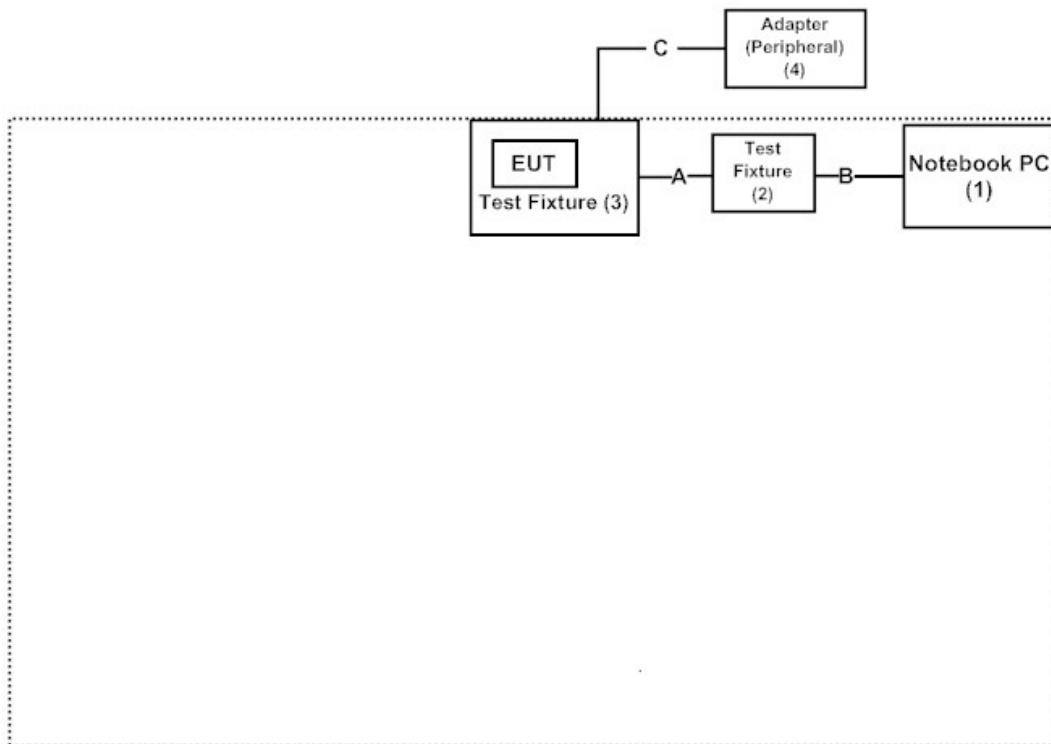 Adapter
(Peripheral)
(4)
C
EUT
Test Fixture (3)
A
Test
Fixture
(2)
B
Notebook PC
(1)